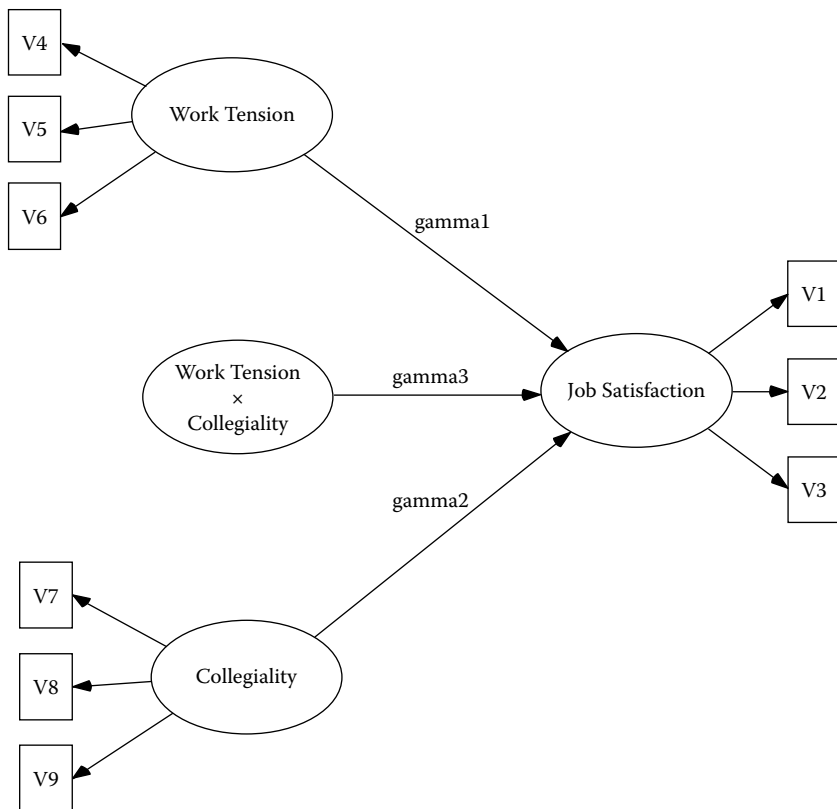 V4
Work Tension
V5
V6
gamma1
V1
Work Tension
×
Collegiality
gamma3
Job Satisfaction
V2
V3
gamma2
V7
Collegiality
V8
V9